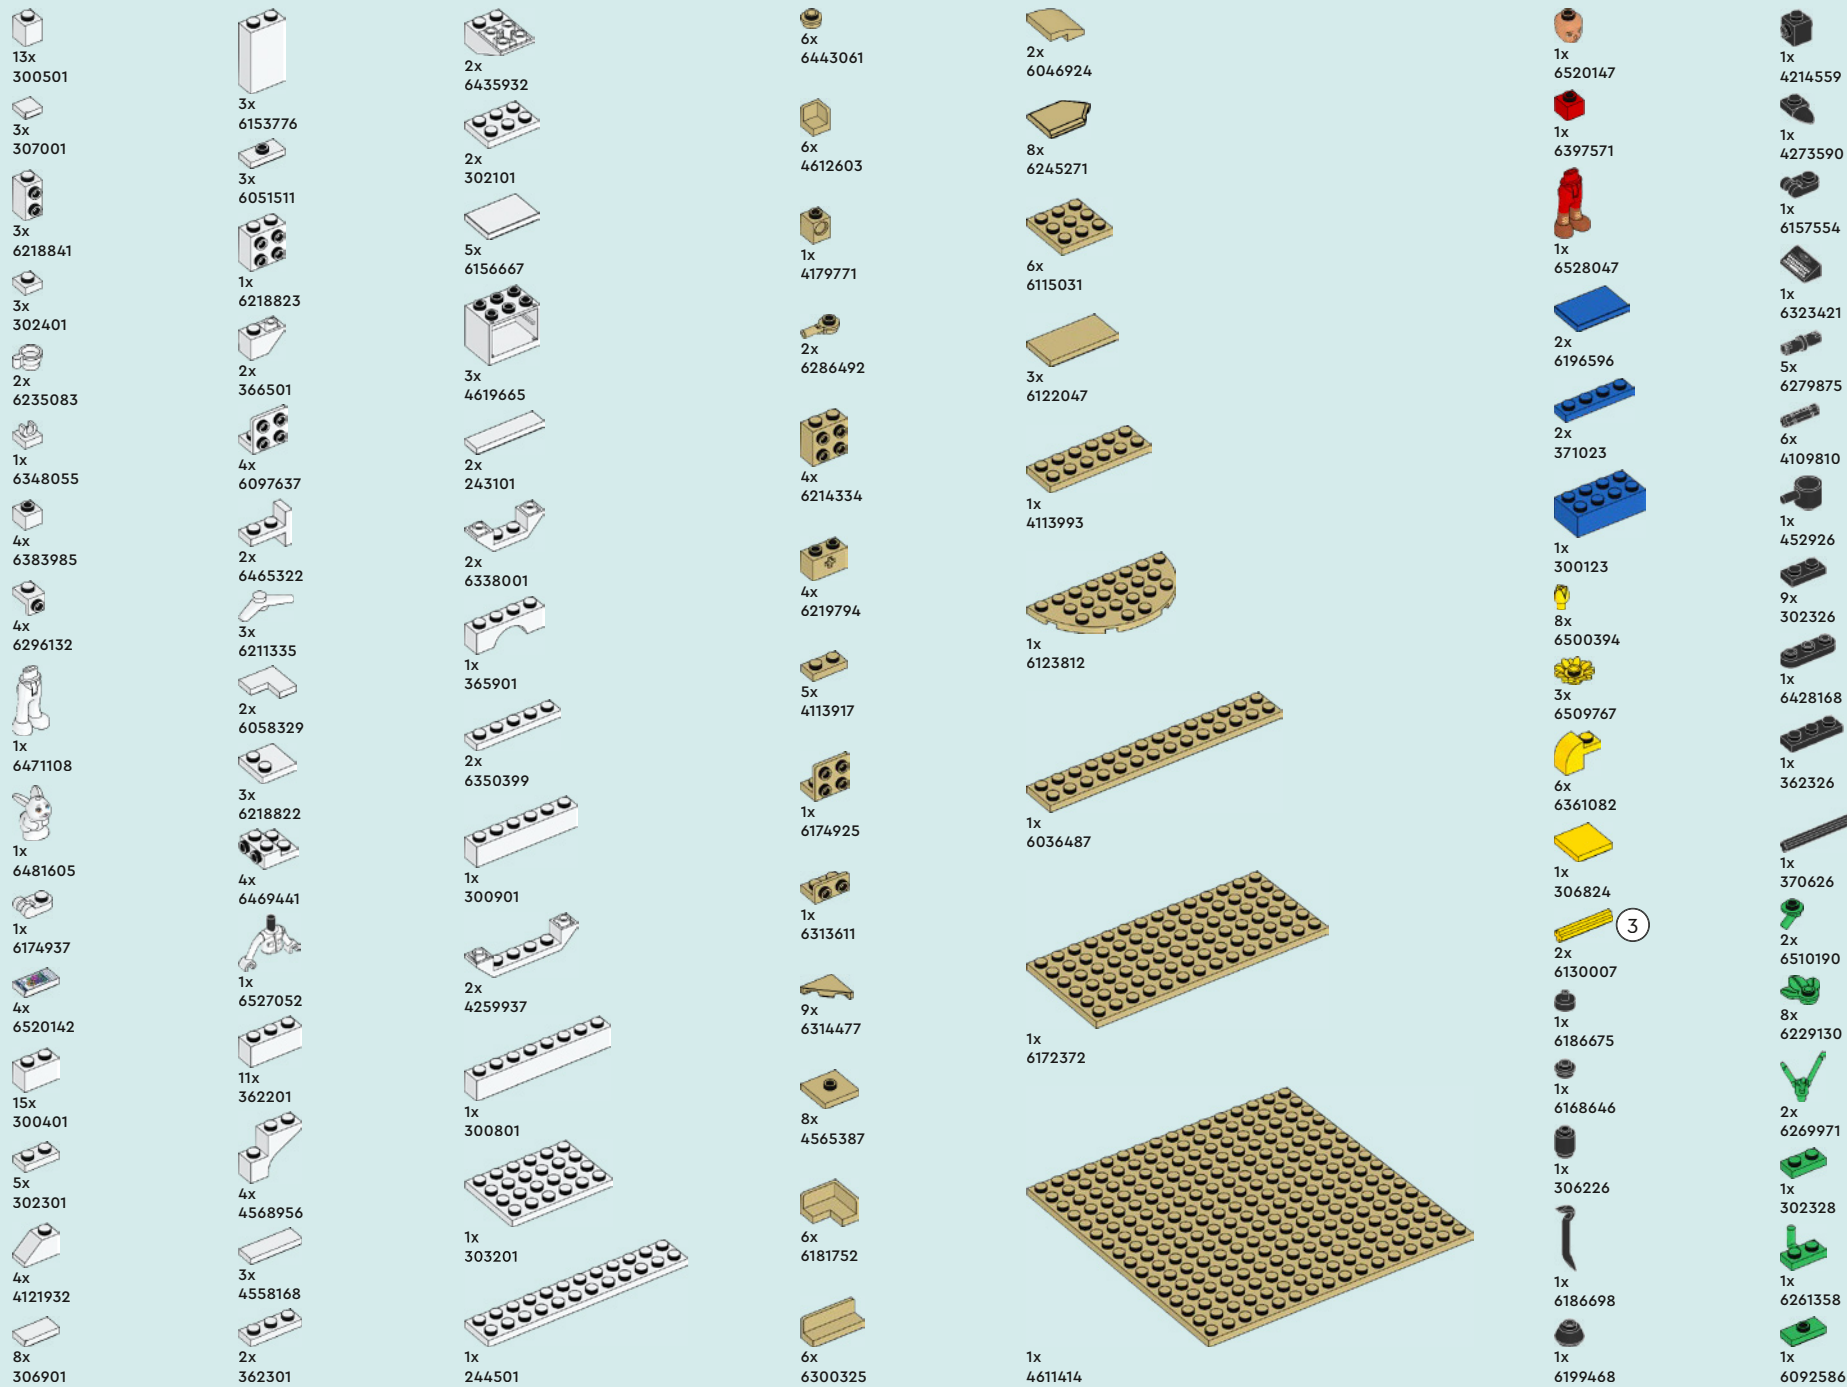 13x
300501
3x
307001
3x
6218841
3x
302401
2x
6235083
1x
6348055
4x
6383985
4x
6296132
1x
6471108
1x
6481605
1x
6174937
4x
6520142
15x
300401
5x
302301
4x
4121932
8x
306901
3x
6153776
3x
6051511
1x
6218823
2x
366501
4x
6097637
2x
6465322
3x
6211335
2x
6058329
3x
6218822
4x
6469441
1x
6527052
11x
362201
4x
4568956
3x
4558168
2x
362301
2x
6435932
2x
302101
5x
6156667
3x
4619665
2x
243101
2x
6338001
1x
365901
2x
6350399
1x
300901
2x
4259937
1x
300801
1x
303201
1x
244501
6x
6443061
6x
4612603
1x
4179771
2x
6286492
4x
6214334
4x
6219794
5x
4113917
1x
6174925
1x
6313611
9x
6314477
8x
4565387
6x
6181752
6x
6300325
2x
6046924
8x
6245271
6x
6115031
3x
6122047
1x
4113993
1x
6123812
1x
6036487
1x
6172372
1x
4611414
1x
6520147
1x
6397571
1x
6528047
2x
6196596
2x
371023
1x
300123
8x
6500394
3x
6509767
6x
6361082
1x
306824
3
2x
6130007
1x
6186675
1x
6168646
1x
306226
1x
6186698
1x
6199468
1x
4214559
1x
4273590
1x
6157554
1x
6323421
5x
6279875
6x
4109810
1x
452926
9x
302326
1x
6428168
1x
362326
1x
370626
2x
6510190
8x
6229130
2x
6269971
1x
302328
1x
6261358
1x
6092586